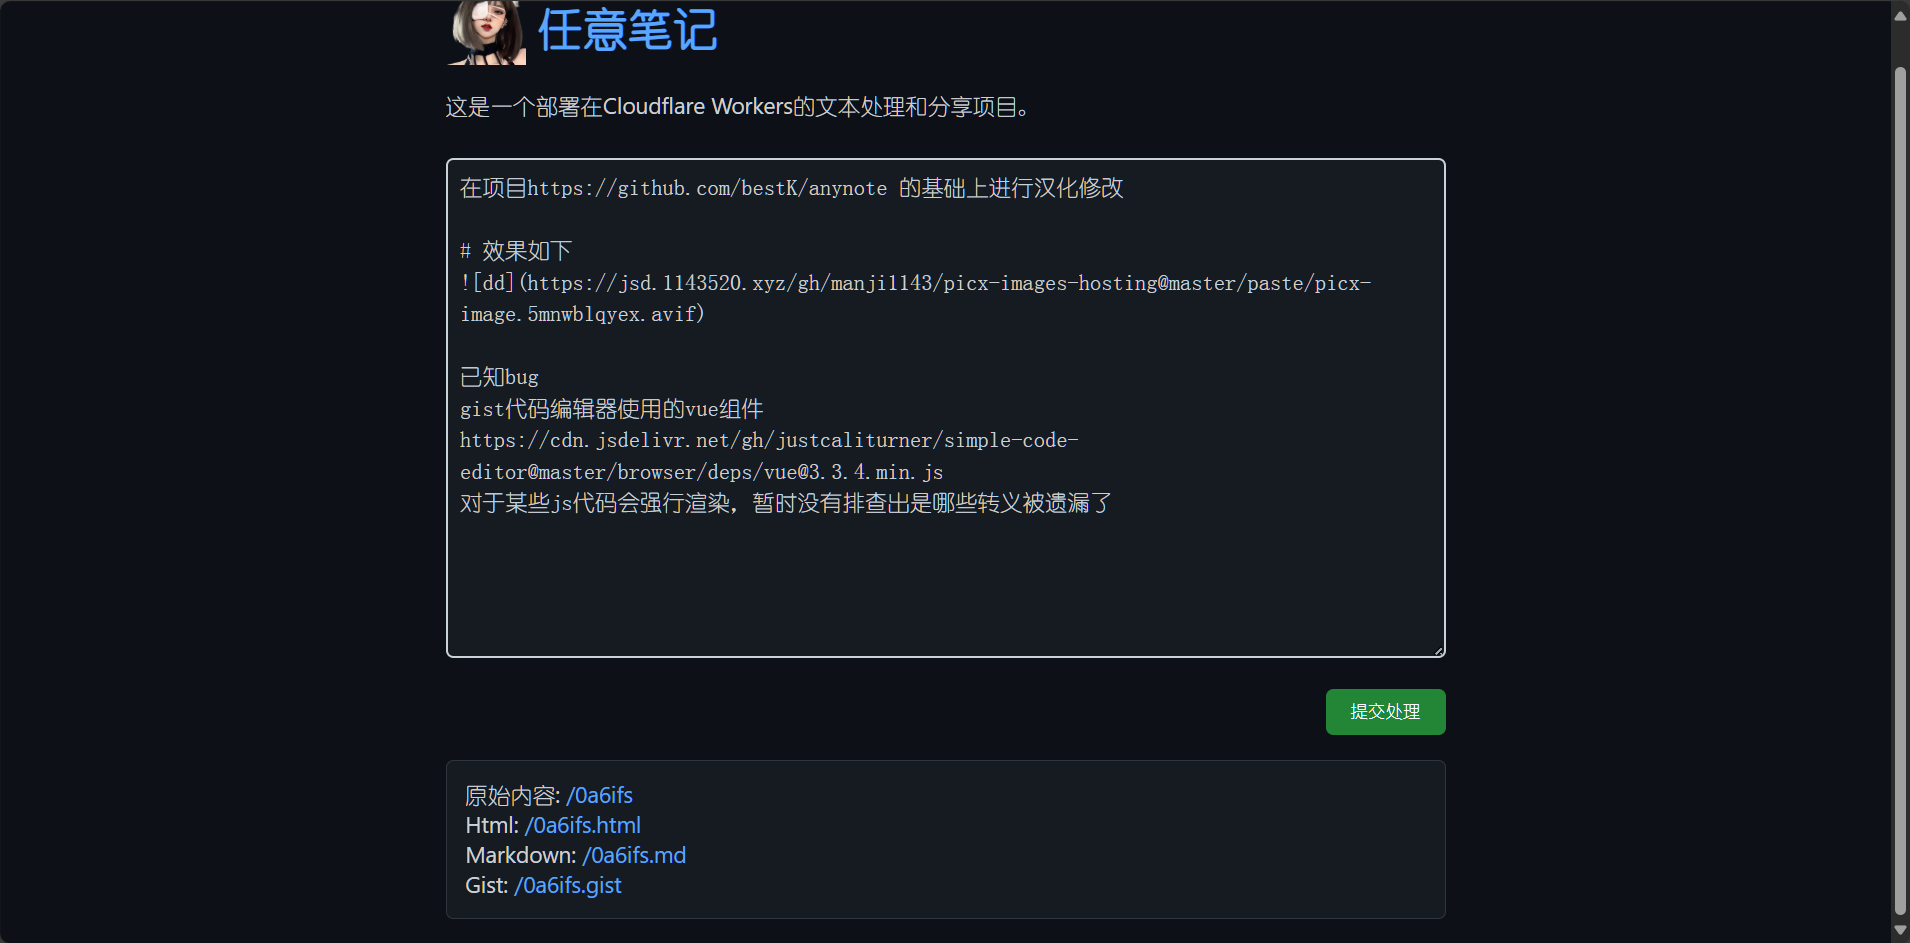 任意笔记
这是一个部署在Cloudflare Workers的文本处理和分享项目。
在项目https://github.com/bestK/anynote 的基础上进行汉化修改
# 效果如下
![dd](https://jsd.1143520.xyz/gh/manji1143/picx-images-hosting@master/paste/picx-
image.5mnwblqyex.avif)
已知bug
gist代码编辑器使用的vue组件
https://cdn.jsdelivr.net/gh/justcaliturner/simple-code-
editor@master/browser/deps/vue@3.3.4.min.js
对于某些js代码会强行渲染，暂时没有排查出是哪些转义被遗漏了
提交处理
原始内容: /0a6ifs
Html: /0a6ifs.html
Markdown: /0a6ifs.md
Gist: /0a6ifs.gist